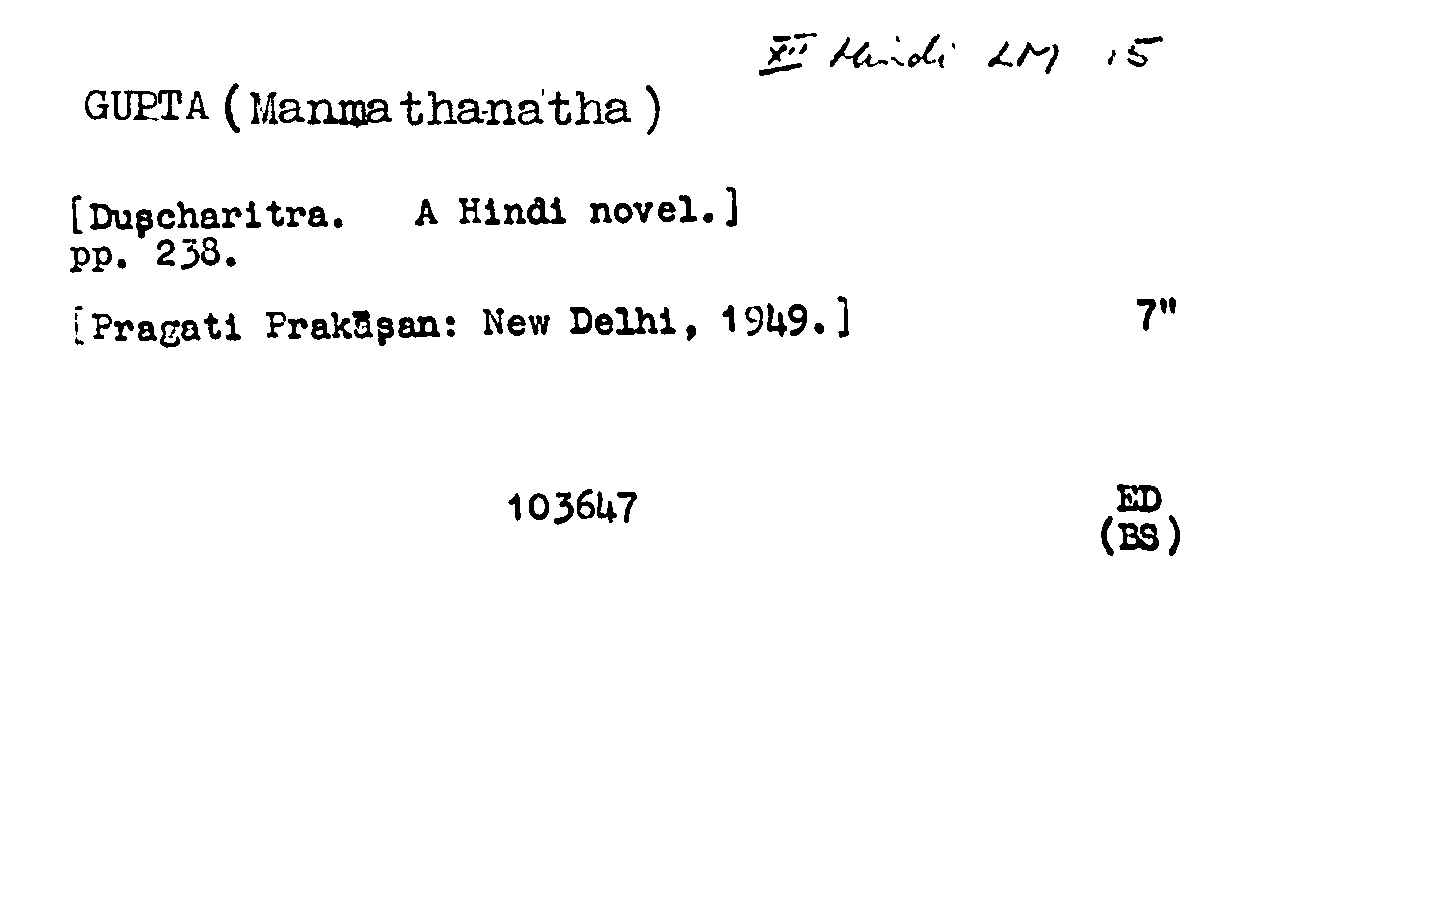 XII Hindi LM 15
GUPTA (Manmathanatha)
[Duṣcharitra. A Hindi novel.]
pp. 238.
[Pragati Prakāṣan: New Delhi, 1949.] 7"
103647 ED
(BS)